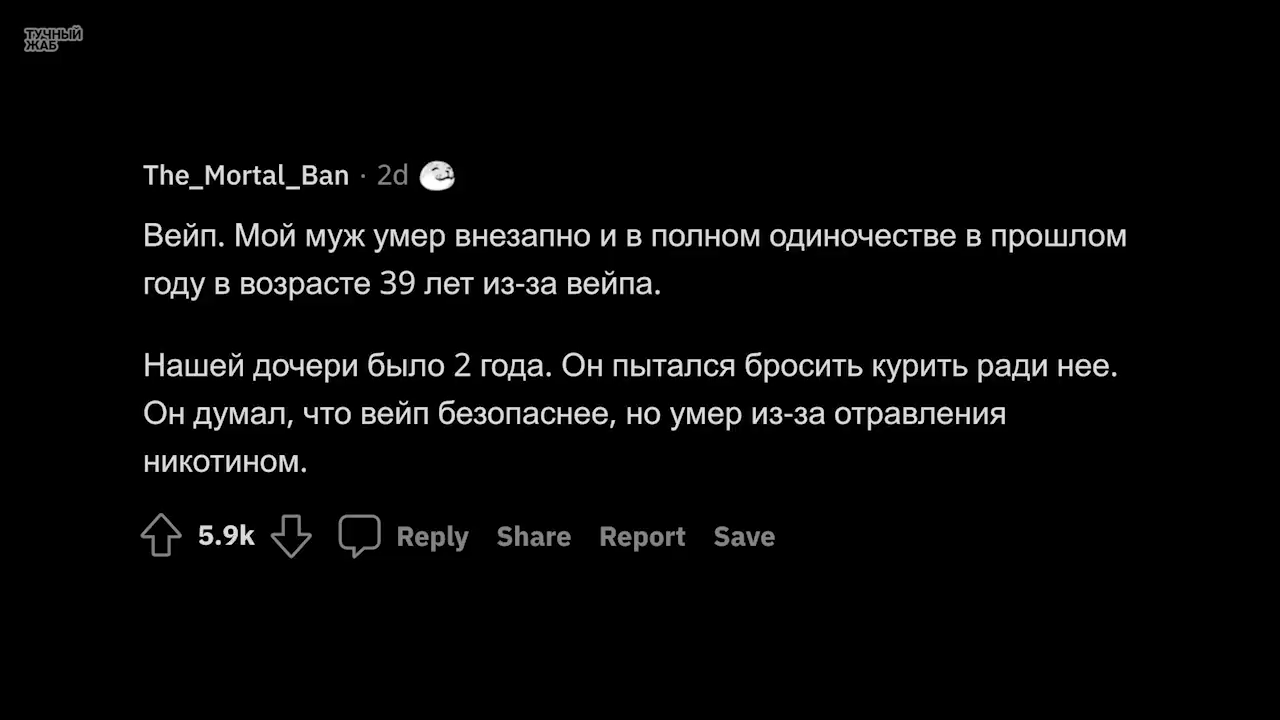 ТУЧНЫЙ
ЖАБ
The_Mortal_Ban · 2d
Вейп. Мой муж умер внезапно и в полном одиночестве в прошлом
году в возрасте 39 лет из-за вейпа.
Нашей дочери было 2 года. Он пытался бросить курить ради нее.
Он думал, что вейп безопаснее, но умер из-за отравления
никотином.
5.9k Reply Share Report Save